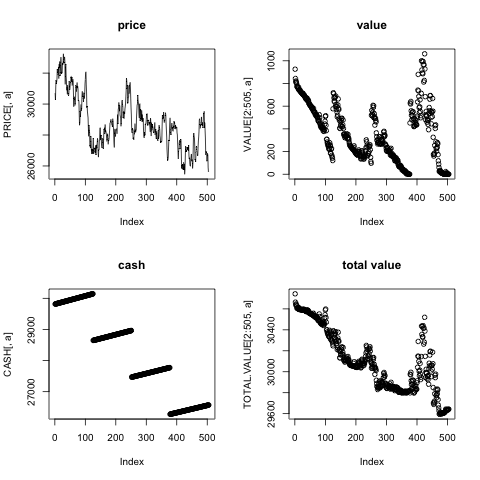 price
PRICE[, a]
30000
26000
0 100 200 300 400 500
Index
value
VALUE[2:505, a]
1000
600
200
0
0 100 200 300 400 500
Index
cash
CASH[, a]
29000
27000
0 100 200 300 400 500
Index
total value
TOTAL.VALUE[2:505, a]
30400
30000
29600
0 100 200 300 400 500
Index